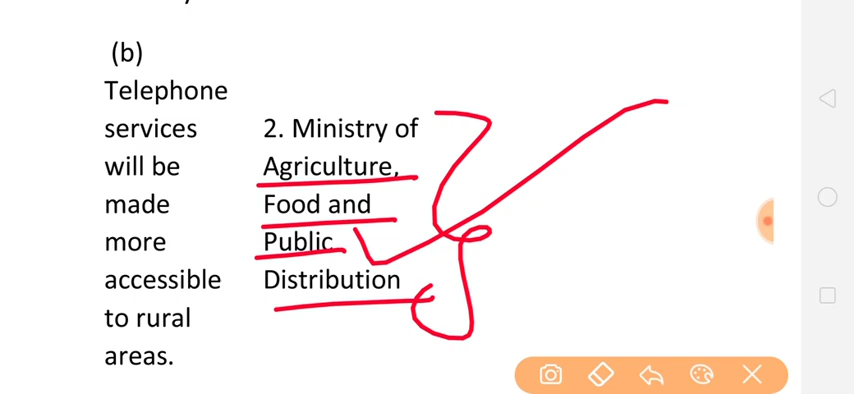 (b)
Telephone
services
will be
made
more
accessible
to rural
areas.
2. Ministry of
Agriculture,
Food and
Public
Distribution